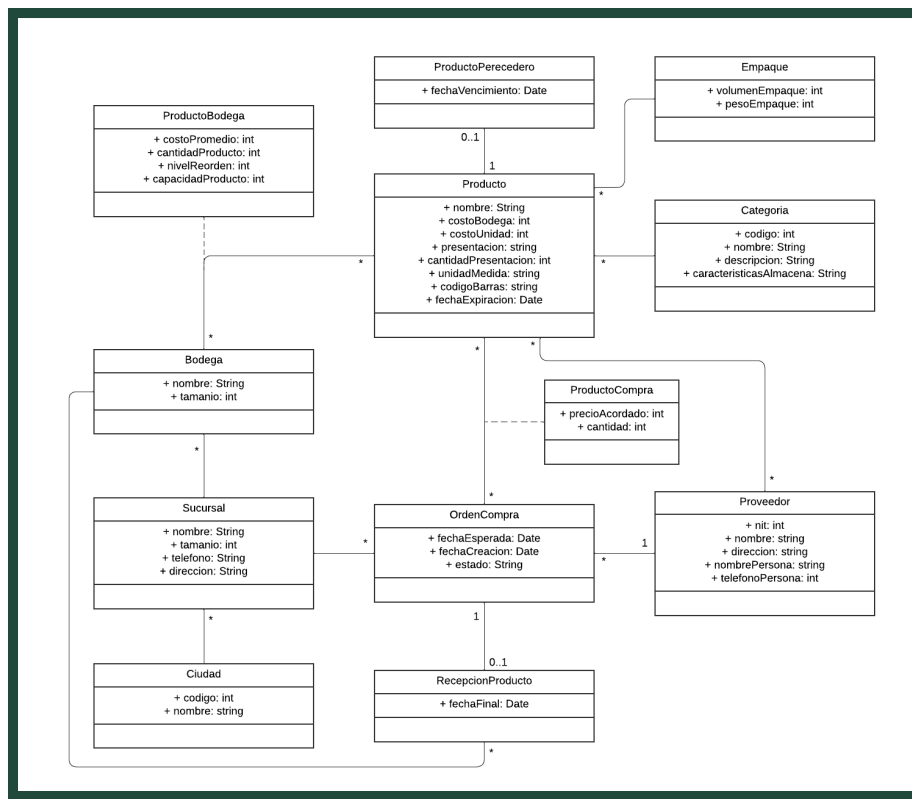 ProductoPerecedero
+ fechaVencimiento: Date
0..1
1
Empaque
+ volumenEmpaque: int
+ pesoEmpaque: int
*
ProductoBodega
+ costoPromedio: int
+ cantidadProducto: int
+ nivelReorden: int
+ capacidadProducto: int
Producto
+ nombre: String
+ costoBodega: int
+ costoUnidad: int
+ presentacion: string
+ cantidadPresentacion: int
+ unidadMedida: string
+ codigoBarras: string
+ fechaExpiracion: Date
*
*
*
*
*
Categoria
+ codigo: int
+ nombre: String
+ descripcion: String
+ caracteristicasAlmacena: String
Bodega
+ nombre: String
+ tamanio: int
*
ProductoCompra
+ precioAcordado: int
+ cantidad: int
*
*
Sucursal
+ nombre: String
+ tamanio: int
+ telefono: String
+ direccion: String
*
*
OrdenCompra
+ fechaEsperada: Date
+ fechaCreacion: Date
+ estado: String
*
1
1
0..1
Proveedor
+ nit: int
+ nombre: string
+ direccion: string
+ nombrePersona: string
+ telefonoPersona: int
Ciudad
+ codigo: int
+ nombre: string
RecepcionProducto
+ fechaFinal: Date
*